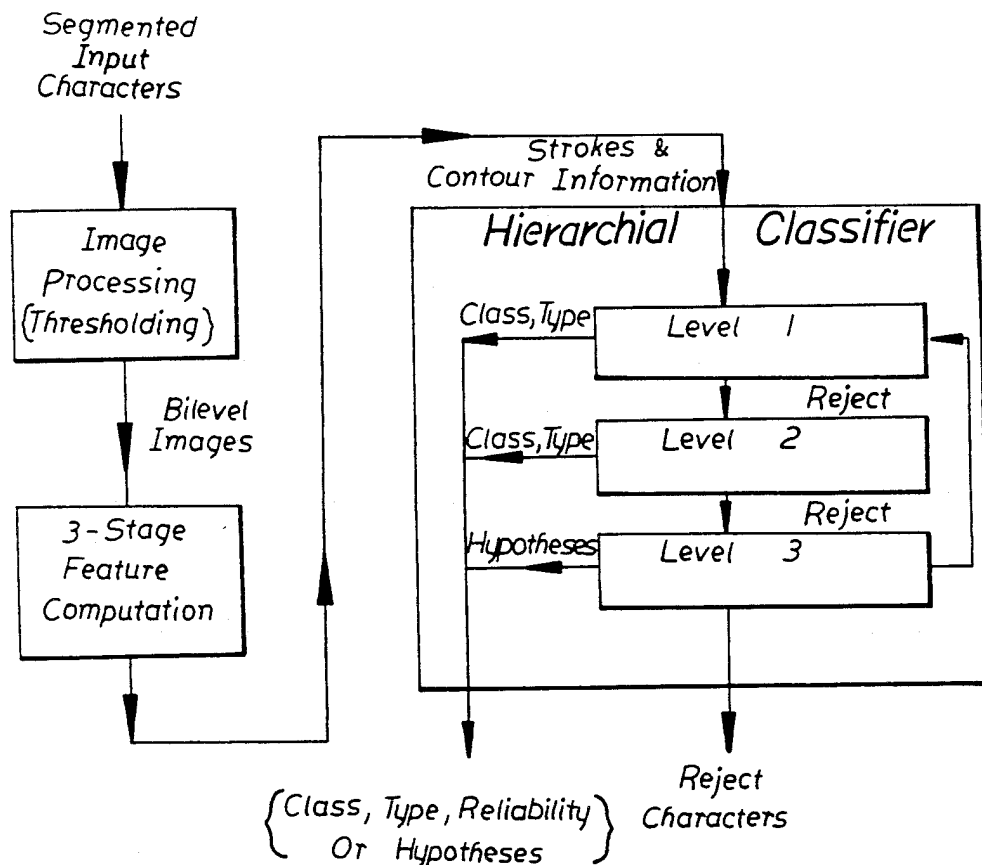 Segmented
Input
Characters
Image
Processing
{Thresholding}
Bilevel
Images
3-Stage
Feature
Computation
Strokes &
Contour Information
Hierarchial Classifier
Class,Type
Level 1
Reject
Class,Type
Level 2
Reject
Hypotheses
Level 3
{Class, Type, Reliability
Or Hypotheses}
Reject
Characters